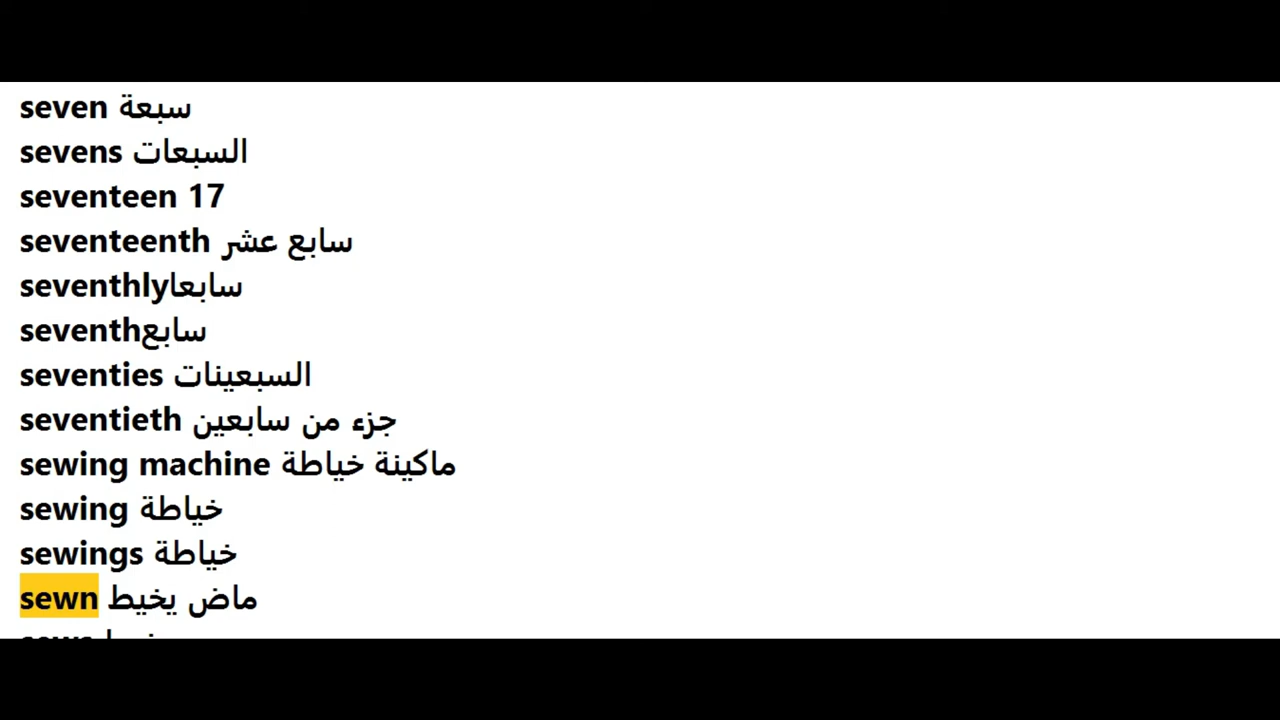 seven سبعة
sevens السبعات
seventeen 17
seventeenth سابع عشر
seventhlyسابعا
seventhسابع
seventies السبعينات
seventieth جزء من سابعين
sewing machine ماكينة خياطة
sewing خياطة
sewings خياطة
sewn ماض يخيط